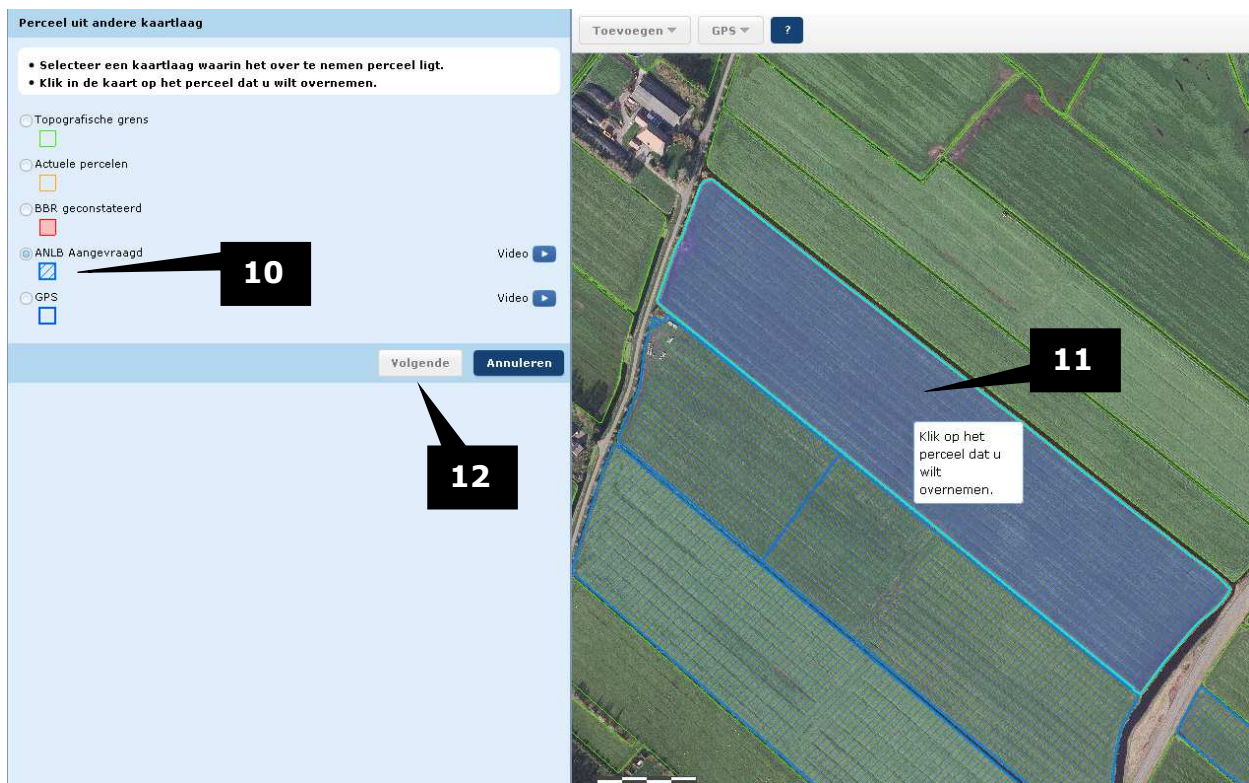 Perceel uit andere kaartlaag
• Selecteer een kaartlaag waarin het over te nemen perceel ligt.
• Klik in de kaart op het perceel dat u wilt overnemen.
Topografische grens
Actuele percelen
BBR geconstateerd
ANLB Aangevraagd
Video
10
GPS
Video
Volgende
Annuleren
12
Toevoegen
GPS
?
11
Klik op het
perceel dat u
wilt
overnemen.